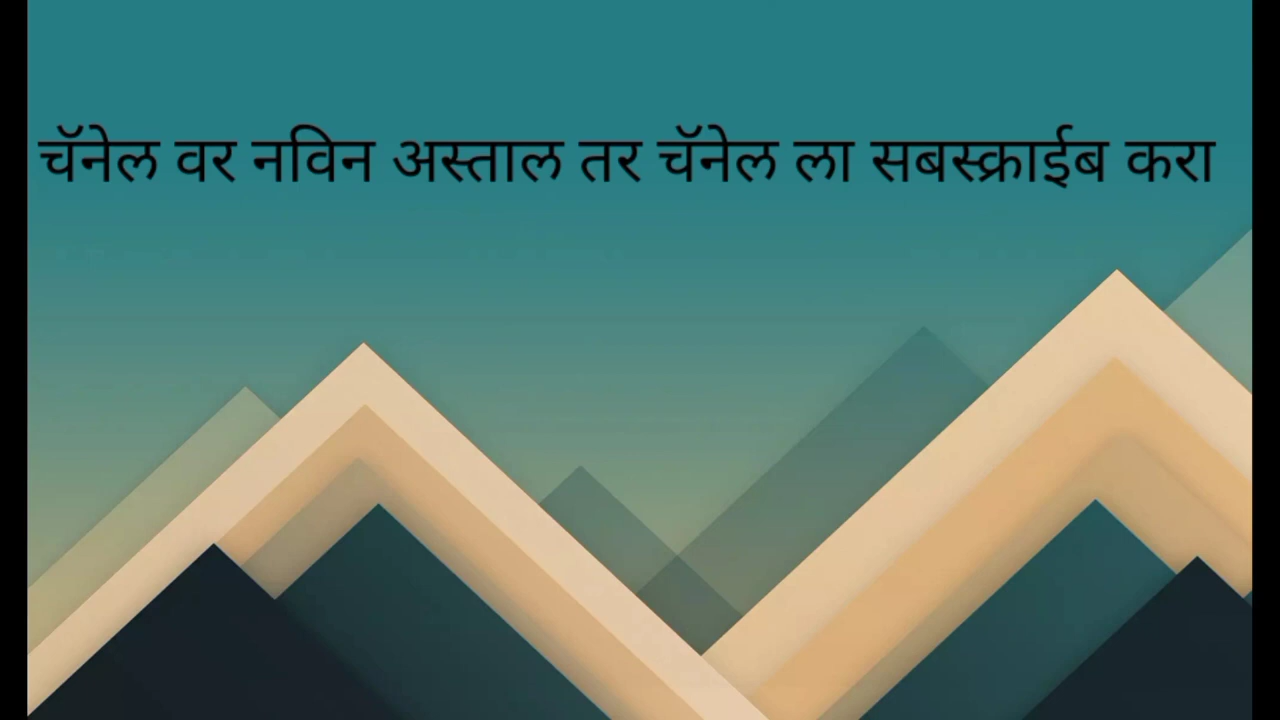 चॅनेल वर नविन अस्ताल तर चॅनेल ला सबस्क्राईब करा